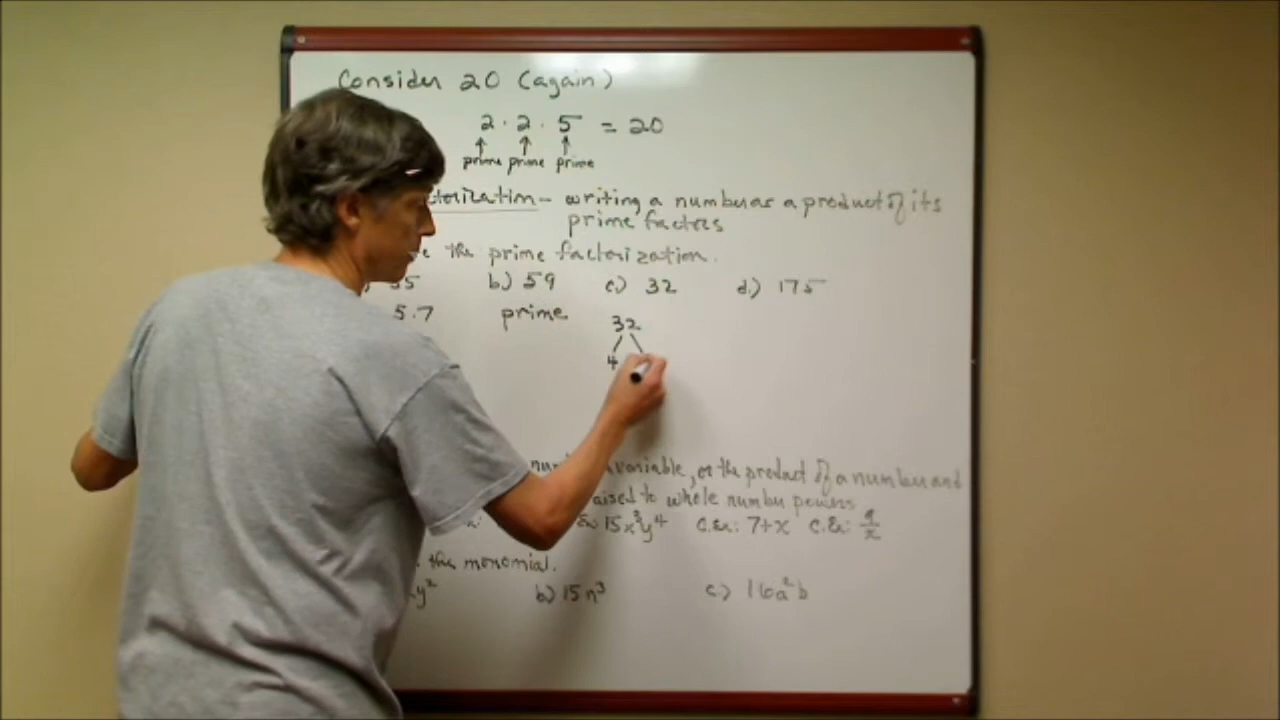 Consider 20 (again)
2 · 2 · 5 = 20
prime prime prime
writing a number as a product of its
prime factors
the prime factorization.
b) 59 c) 32 d.) 175
5.7 prime 32
4
variable, or the product of a number and
to whole number powers
15x³y⁴ C.Ex: 7+x C.Ex: 9/x
the monomial.
y² b) 15n³ c.) 16a²b